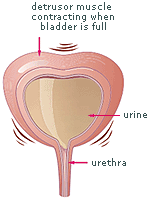 detrusor muscle
contracting when
bladder is full
urine
urethra